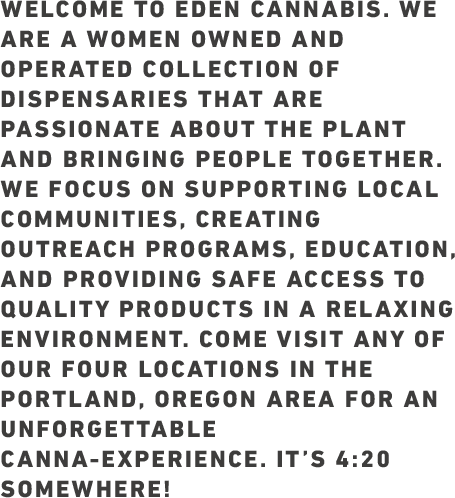 WELCOME TO EDEN CANNABIS. WE
ARE A WOMEN OWNED AND
OPERATED COLLECTION OF
DISPENSARIES THAT ARE
PASSIONATE ABOUT THE PLANT
AND BRINGING PEOPLE TOGETHER.
WE FOCUS ON SUPPORTING LOCAL
COMMUNITIES, CREATING
OUTREACH PROGRAMS, EDUCATION,
AND PROVIDING SAFE ACCESS TO
QUALITY PRODUCTS IN A RELAXING
ENVIRONMENT. COME VISIT ANY OF
OUR FOUR LOCATIONS IN THE
PORTLAND, OREGON AREA FOR AN
UNFORGETTABLE
CANNA-EXPERIENCE. IT’S 4:20
SOMEWHERE!